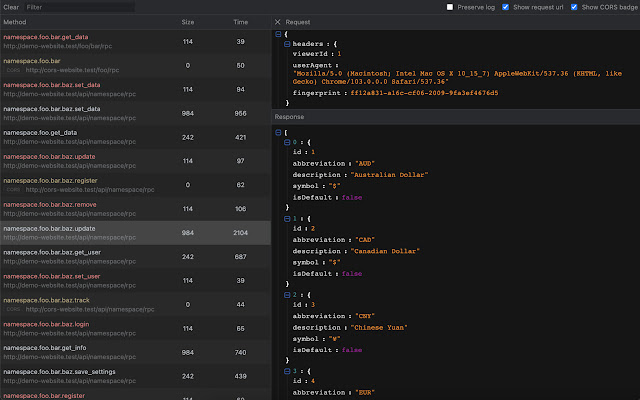 Clear Filter Preserve log Show request url Show CORS badge
Method Size Time
namespace.foo.bar.get_data 114 39
http://demo-website.test/foo/bar/rpc
namespace.foo.bar 0 50
CORS http://cors-website.test/foo/rpc
namespace.foo.bar.baz.set_data 114 94
http://demo-website.test/api/namespace/rpc
namespace.foo.bar.baz.set_data 984 956
http://demo-website.test/api/namespace/rpc
namespace.foo.get_data 242 421
http://demo-website.test/api/namespace/rpc
namespace.foo.bar.baz.update 114 97
http://demo-website.test/api/namespace/rpc
namespace.foo.bar.baz.register 0 62
CORS http://cors-website.test/api/namespace/rpc
namespace.foo.bar.baz.remove 114 106
http://demo-website.test/api/namespace/rpc
namespace.foo.bar.baz.update 984 2104
http://demo-website.test/api/namespace/rpc
namespace.foo.bar.baz.get_user 242 687
http://demo-website.test/api/namespace/rpc
namespace.foo.bar.baz.set_user 114 39
http://demo-website.test/api/namespace/rpc
namespace.foo.bar.baz.track 0 44
CORS http://cors-website.test/api/namespace/rpc
namespace.foo.bar.baz.login 114 65
http://demo-website.test/api/namespace/rpc
namespace.foo.bar.get_info 984 740
http://demo-website.test/api/namespace/rpc
namespace.foo.bar.baz.save_settings 242 439
http://demo-website.test/api/namespace/rpc
namespace.foo.bar.register 114 59
Request
{
headers : {
viewerId : 1
userAgent :
"Mozilla/5.0 (Macintosh; Intel Mac OS X 10_15_7) AppleWebKit/537.36 (KHTML, like
Gecko) Chrome/103.0.0.0 Safari/537.36"
fingerprint : ff12a831-a16c-cf06-2009-9fa3ef4676d5
}
Response
[
0 : {
id : 1
abbreviation : "AUD"
description : "Australian Dollar"
symbol : "$"
isDefault : false
}
1 : {
id : 2
abbreviation : "CAD"
description : "Canadian Dollar"
symbol : "$"
isDefault : false
}
2 : {
id : 3
abbreviation : "CNY"
description : "Chinese Yuan"
symbol : "¥"
isDefault : false
}
3 : {
id : 4
abbreviation : "EUR"